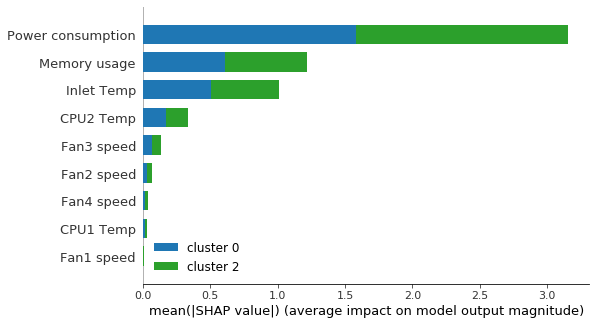 Power consumption
Memory usage
Inlet Temp
CPU2 Temp
Fan3 speed
Fan2 speed
Fan4 speed
CPU1 Temp
Fan1 speed
cluster 0
cluster 2
0.0 0.5 1.0 1.5 2.0 2.5 3.0
mean(|SHAP value|) (average impact on model output magnitude)